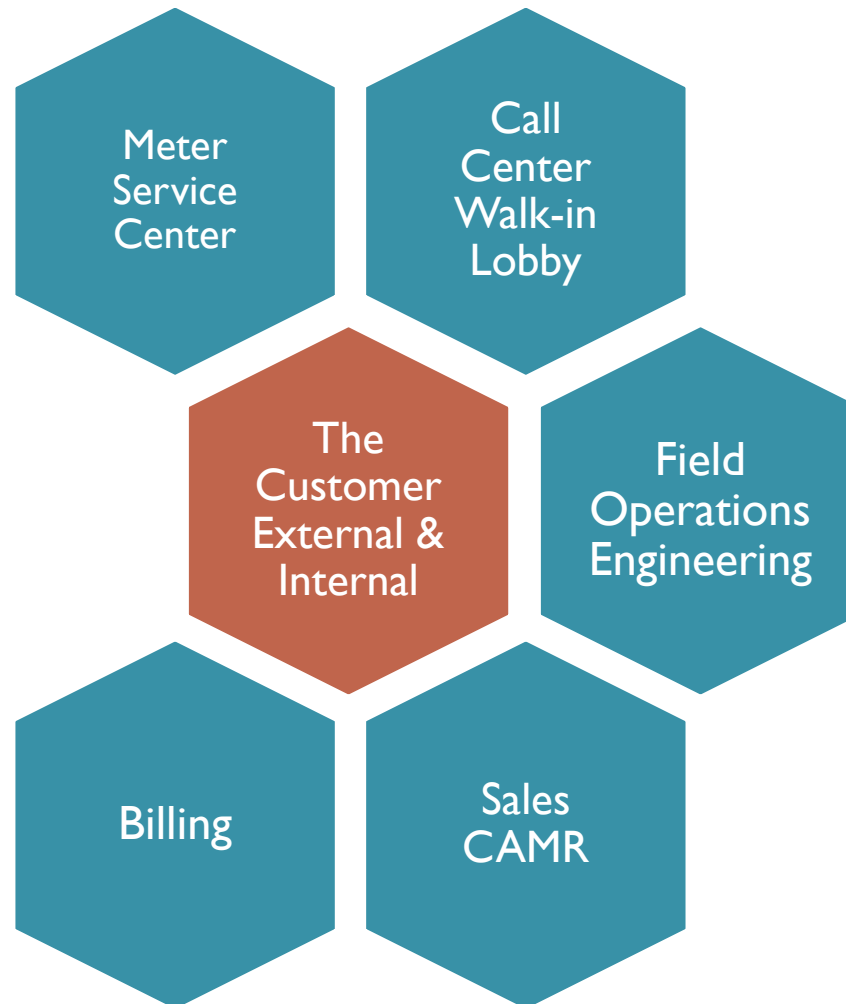 Meter
Service
Center
Call
Center
Walk-in
Lobby
The
Customer
External &
Internal
Field
Operations
Engineering
Billing
Sales
CAMR